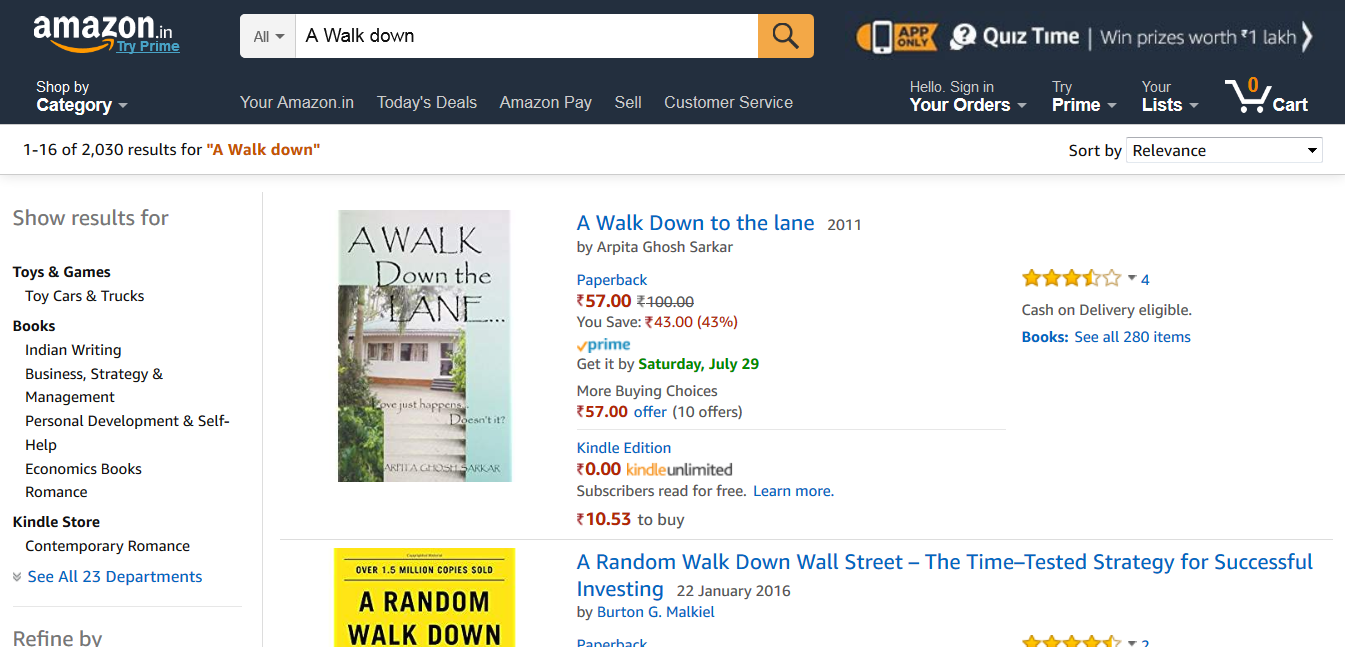 amazon.in
Try Prime
All
A Walk down
APP ONLY
Quiz Time | Win prizes worth ₹1 lakh
Shop by
Category
Your Amazon.in
Today's Deals
Amazon Pay
Sell
Customer Service
Hello. Sign in
Your Orders
Try
Prime
Your
Lists
0
Cart
1-16 of 2,030 results for "A Walk down"
Sort by
Relevance
Show results for
Toys & Games
Toy Cars & Trucks
Books
Indian Writing
Business, Strategy &
Management
Personal Development & Self-
Help
Economics Books
Romance
Kindle Store
Contemporary Romance
See All 23 Departments
Refine by
A WALK
Down the
LANE...
Love just happens...
Doesn't it?
ARPITA GHOSH SARKAR
A Walk Down to the lane 2011
by Arpita Ghosh Sarkar
Paperback
₹57.00 ₹100.00
You Save: ₹43.00 (43%)
prime
Get it by Saturday, July 29
More Buying Choices
₹57.00 offer (10 offers)
Kindle Edition
₹0.00 kindleunlimited
Subscribers read for free. Learn more.
₹10.53 to buy
4
Cash on Delivery eligible.
Books: See all 280 items
OVER 1.5 MILLION COPIES SOLD
A RANDOM
WALK DOWN
A Random Walk Down Wall Street – The Time–Tested Strategy for Successful
Investing 22 January 2016
by Burton G. Malkiel
Paperback
2